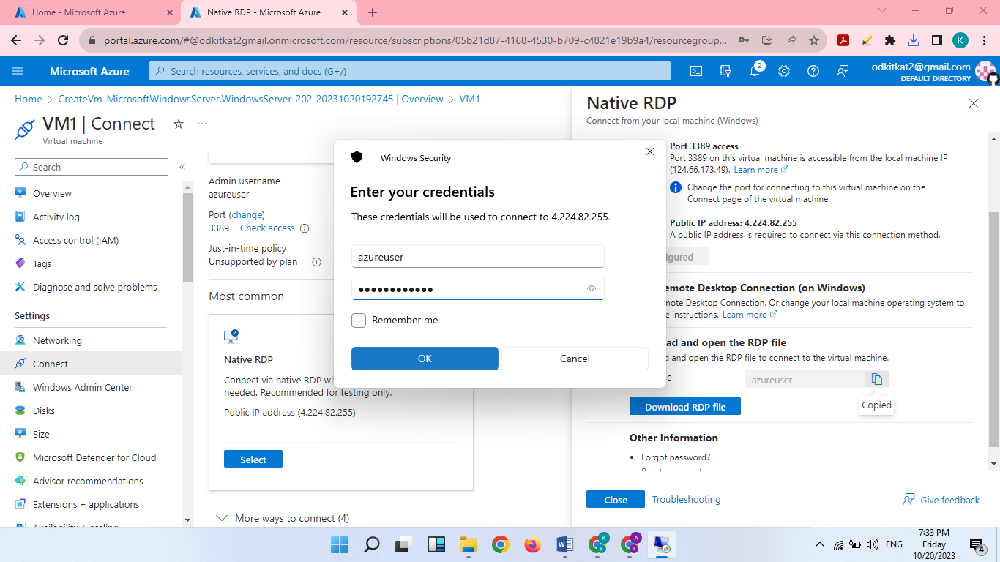 Home - Microsoft Azure
Native RDP - Microsoft Azure
portal.azure.com/#@odkitkat2gmail.onmicrosoft.com/resource/subscriptions/05b21d87-4168-4530-b709-c4821e19b9a4/resourcegroup...
K
Microsoft Azure
Search resources, services, and docs (G+/)
2
odkitkat2@gmail.com
DEFAULT DIRECTORY
Home > CreateVm-MicrosoftWindowsServer.WindowsServer-202-20231020192745 | Overview > VM1
VM1 | Connect
Virtual machine
Search
Overview
Activity log
Access control (IAM)
Tags
Diagnose and solve problems
Settings
Networking
Connect
Windows Admin Center
Disks
Size
Microsoft Defender for Cloud
Advisor recommendations
Extensions + applications
Admin username
azureuser
Port (change)
3389 Check access
Just-in-time policy
Unsupported by plan
Most common
Native RDP
Connect via native RDP wi
needed. Recommended for testing only.
Public IP address (4.224.82.255)
Select
More ways to connect (4)
Windows Security
Enter your credentials
These credentials will be used to connect to 4.224.82.255.
azureuser
●●●●●●●●●●●●
Remember me
OK
Cancel
Native RDP
Connect from your local machine (Windows)
Port 3389 access
Port 3389 on this virtual machine is accessible from the local machine IP
(124.66.173.49). Learn more
Change the port for connecting to this virtual machine on the
Connect page of the virtual machine.
Public IP address: 4.224.82.255
A public IP address is required to connect via this connection method.
igured
emote Desktop Connection (on Windows)
mote Desktop Connection. Or change your local machine operating system to
e instructions. Learn more
ad and open the RDP file
d and open the RDP file to connect to the virtual machine.
e
azureuser
Copied
Download RDP file
Other Information
• Forgot password?
Close
Troubleshooting
Give feedback
K
A
ENG
7:33 PM
Friday
10/20/2023
4